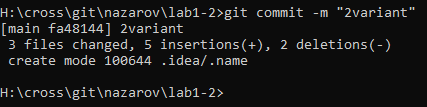 H:\cross\git\nazarov\lab1-2>git commit -m "2variant"
[main fa48144] 2variant
 3 files changed, 5 insertions(+), 2 deletions(-)
 create mode 100644 .idea/.name
H:\cross\git\nazarov\lab1-2>